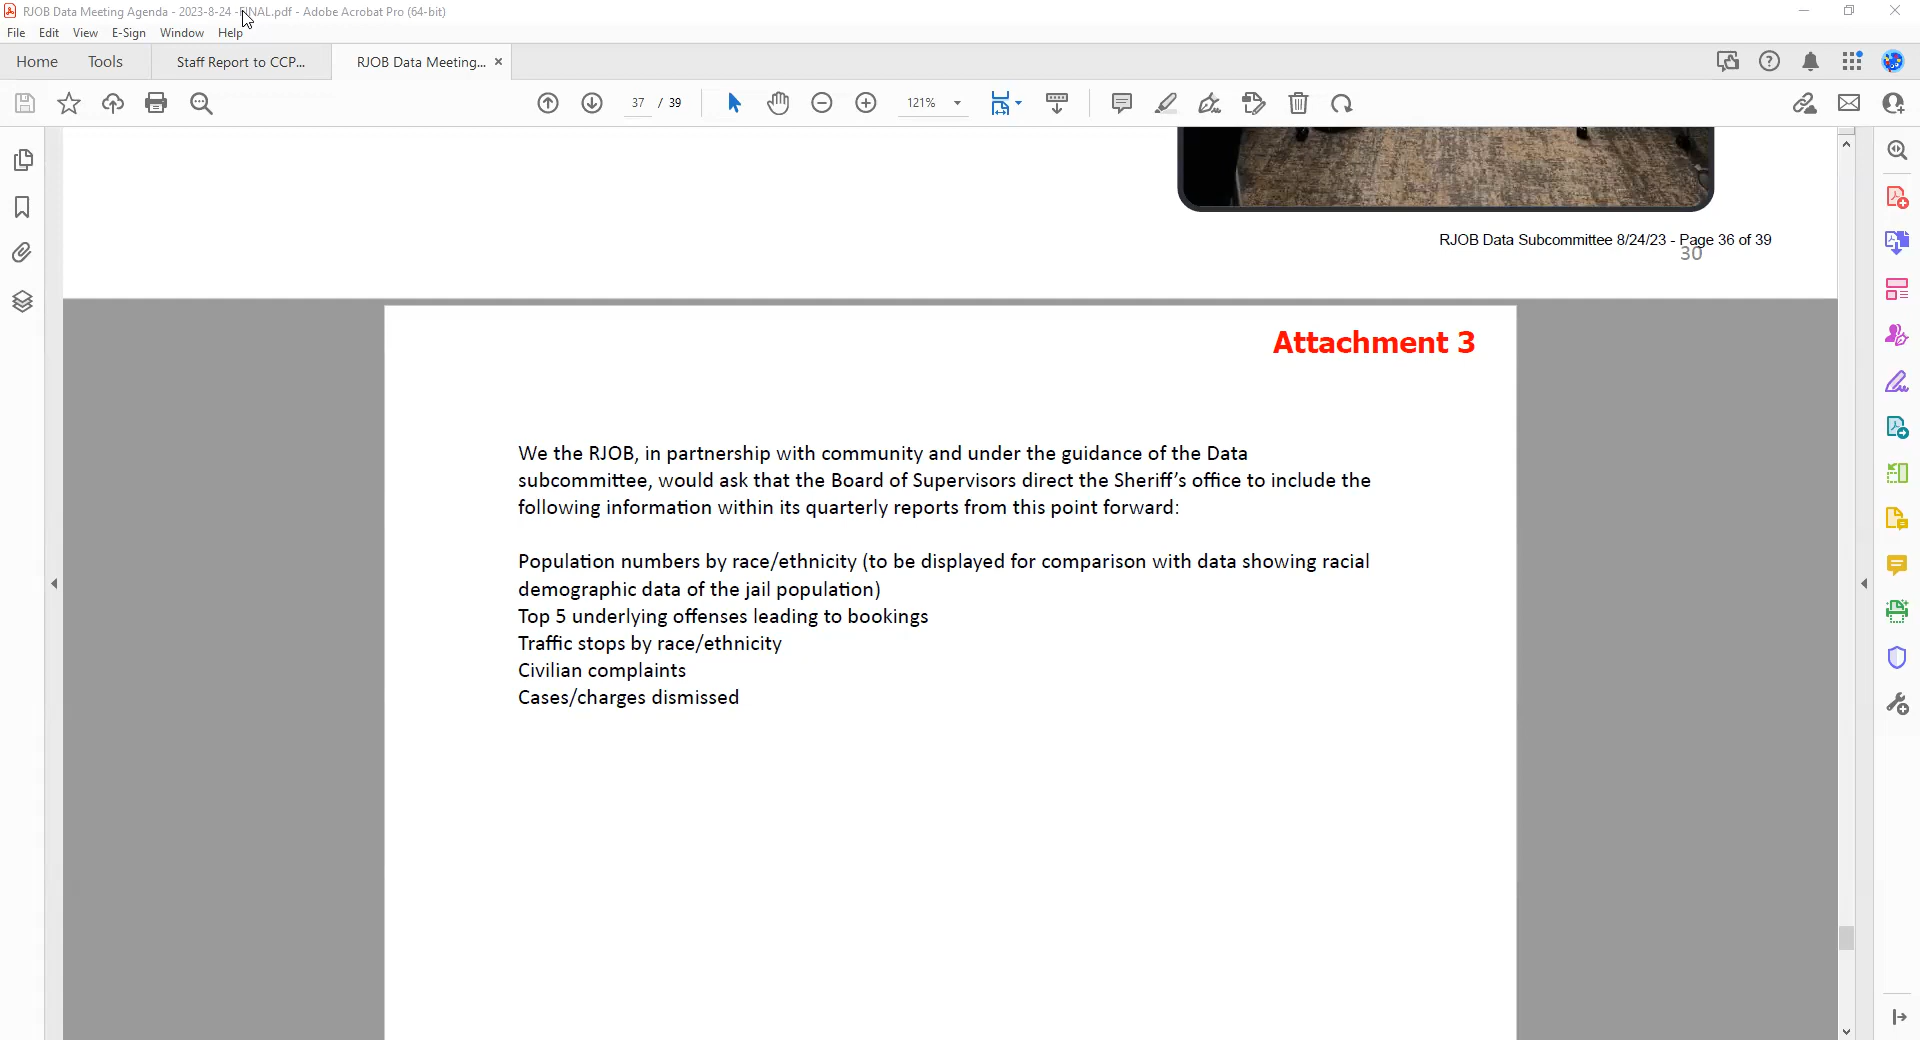 RJOB Data Meeting Agenda - 2023-8-24 -FINAL.pdf - Adobe Acrobat Pro (64-bit)
File Edit View E-Sign Window Help
Home Tools Staff Report to CCP... RJOB Data Meeting... ×
37 / 39 121%
RJOB Data Subcommittee 8/24/23 - Page 36 of 39
30
Attachment 3
We the RJOB, in partnership with community and under the guidance of the Data
subcommittee, would ask that the Board of Supervisors direct the Sheriff's office to include the
following information within its quarterly reports from this point forward:
Population numbers by race/ethnicity (to be displayed for comparison with data showing racial
demographic data of the jail population)
Top 5 underlying offenses leading to bookings
Traffic stops by race/ethnicity
Civilian complaints
Cases/charges dismissed